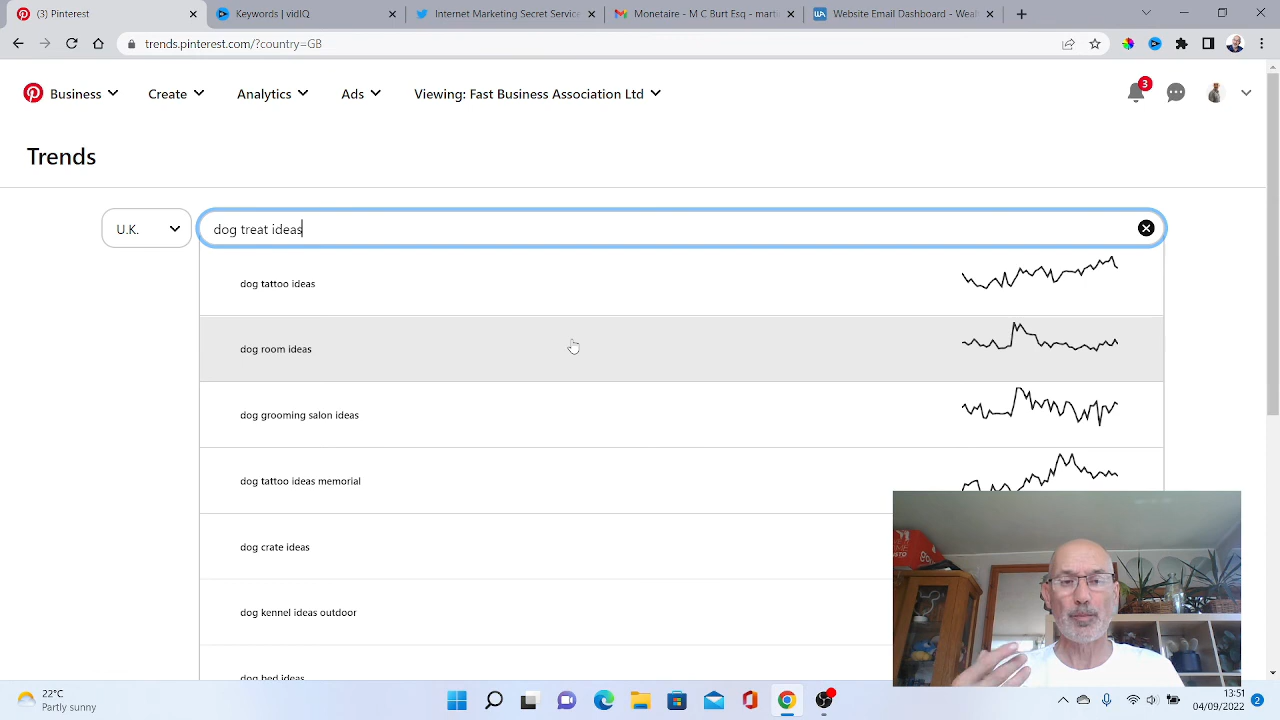 (3) Pinterest
Keywords | vidIQ
Internet Marketing Secret Service
Monetaire - M C Burt Esq - mart
Website Email Dashboard - Weal
trends.pinterest.com/?country=GB
Business
Create
Analytics
Ads
Viewing: Fast Business Association Ltd
3
Trends
U.K.
dog treat ideas
dog tattoo ideas
dog room ideas
dog grooming salon ideas
dog tattoo ideas memorial
dog crate ideas
dog kennel ideas outdoor
dog bed ideas
22°C
Partly sunny
13:51
04/09/2022
2